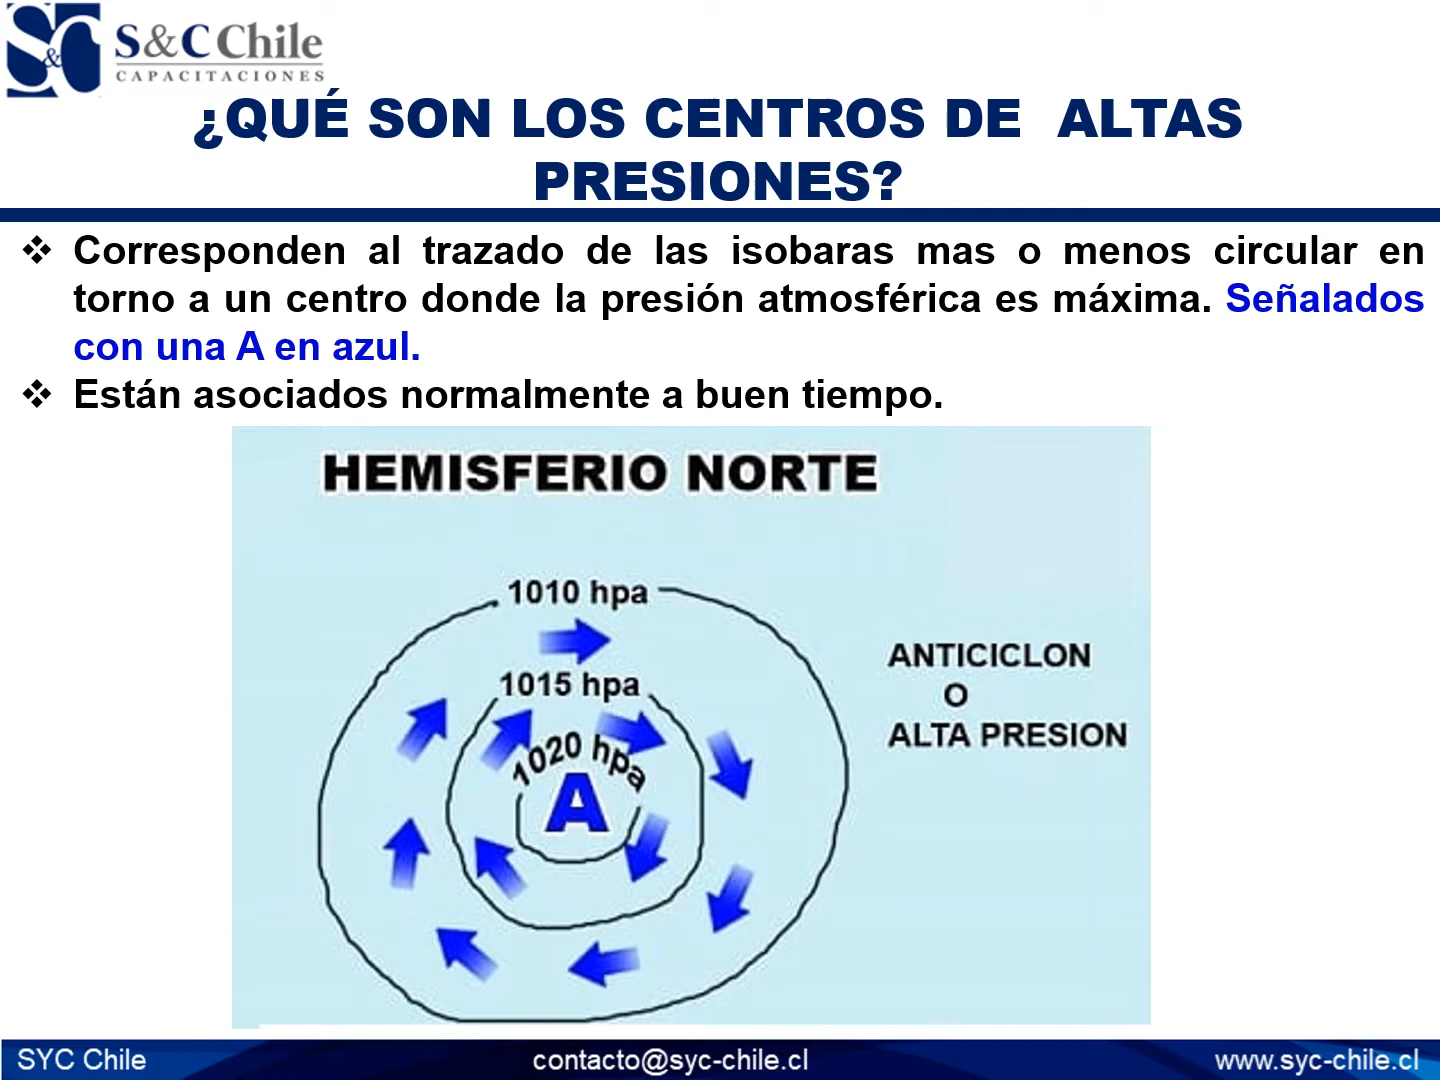 S&C Chile
CAPACITACIONES
¿QUÉ SON LOS CENTROS DE ALTAS
PRESIONES?
❖ Corresponden al trazado de las isobaras mas o menos circular en
torno a un centro donde la presión atmosférica es máxima. Señalados
con una A en azul.
❖ Están asociados normalmente a buen tiempo.
HEMISFERIO NORTE
1010 hpa
1015 hpa
1020 hpa
A
ANTICICLON
O
ALTA PRESION
SYC Chile
contacto@syc-chile.cl
www.syc-chile.cl